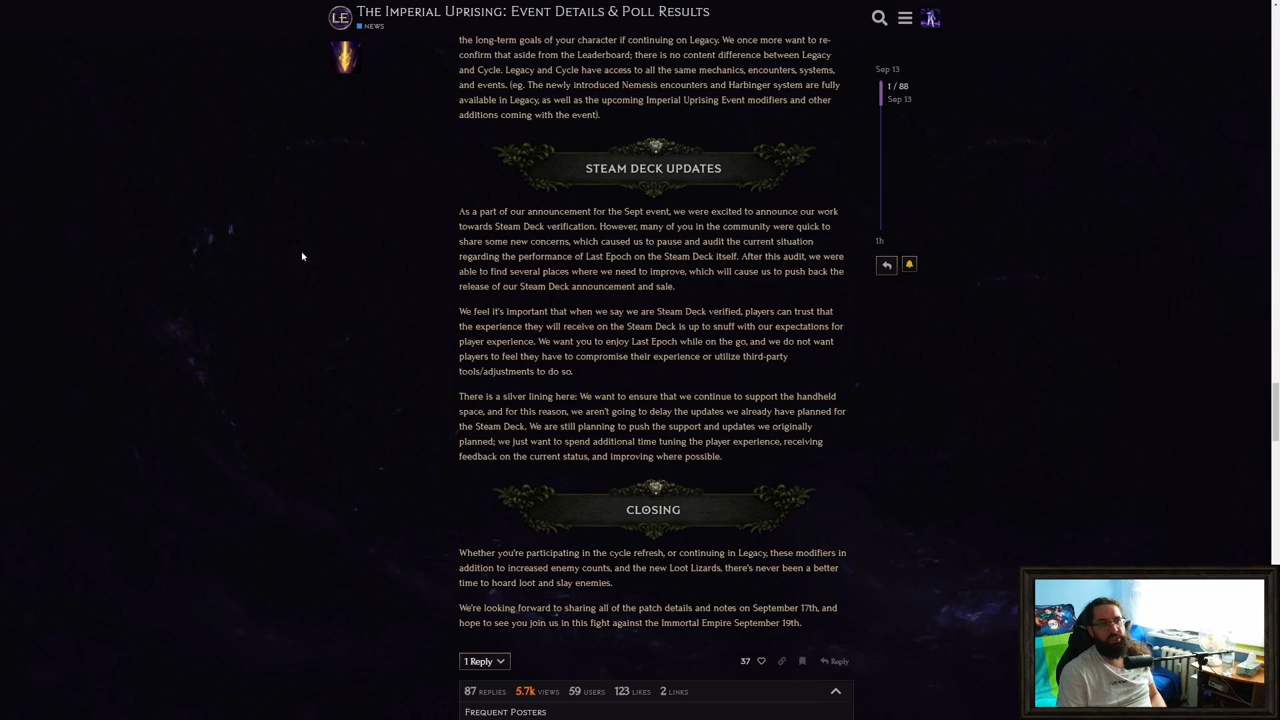 The Imperial Uprising: Event Details & Poll Results
NEWS
the long-term goals of your character if continuing on Legacy. We once more want to re-
confirm that aside from the Leaderboard; there is no content difference between Legacy
and Cycle. Legacy and Cycle have access to all the same mechanics, encounters, systems,
and events. (eg. The newly introduced Nemesis encounters and Harbinger system are fully
available in Legacy, as well as the upcoming Imperial Uprising Event modifiers and other
additions coming with the event).
STEAM DECK UPDATES
As a part of our announcement for the Sept event, we were excited to announce our work
towards Steam Deck verification. However, many of you in the community were quick to
share some new concerns, which caused us to pause and audit the current situation
regarding the performance of Last Epoch on the Steam Deck itself. After this audit, we were
able to find several places where we need to improve, which will cause us to push back the
release of our Steam Deck announcement and sale.
We feel it's important that when we say we are Steam Deck verified, players can trust that
the experience they will receive on the Steam Deck is up to snuff with our expectations for
player experience. We want you to enjoy Last Epoch while on the go, and we do not want
players to feel they have to compromise their experience or utilize third-party
tools/adjustments to do so.
There is a silver lining here: We want to ensure that we continue to support the handheld
space, and for this reason, we aren't going to delay the updates we already have planned for
the Steam Deck. We are still planning to push the support and updates we originally
planned; we just want to spend additional time tuning the player experience, receiving
feedback on the current status, and improving where possible.
CLOSING
Whether you're participating in the cycle refresh, or continuing in Legacy, these modifiers in
addition to increased enemy counts, and the new Loot Lizards, there's never been a better
time to hoard loot and slay enemies.
We're looking forward to sharing all of the patch details and notes on September 17th, and
hope to see you join us in this fight against the Immortal Empire September 19th.
1 Reply
37
Reply
87 REPLIES 5.7k VIEWS 59 USERS 123 LIKES 2 LINKS
Frequent Posters
Sep 13
1 / 88
Sep 13
1h
LE